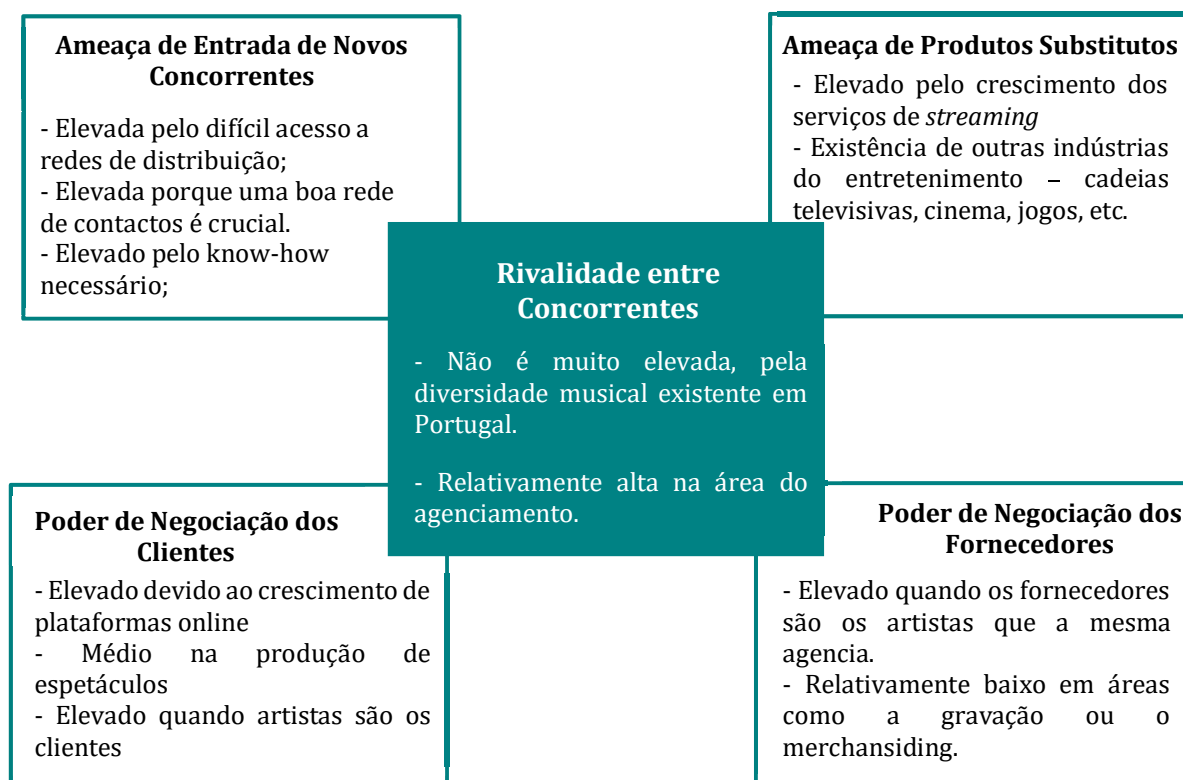 Ameaça de Entrada de Novos
Concorrentes
- Elevada pelo difícil acesso a
redes de distribuição;
- Elevada porque uma boa rede
de contactos é crucial.
- Elevado pelo know-how
necessário;
Ameaça de Produtos Substitutos
- Elevado pelo crescimento dos
serviços de streaming
- Existência de outras indústrias
do entretenimento – cadeias
televisivas, cinema, jogos, etc.
Rivalidade entre
Concorrentes
- Não é muito elevada, pela
diversidade musical existente em
Portugal.
- Relativamente alta na área do
agenciamento.
Poder de Negociação dos
Clientes
- Elevado devido ao crescimento de
plataformas online
- Médio na produção de
espetáculos
- Elevado quando artistas são os
clientes
Poder de Negociação dos
Fornecedores
- Elevado quando os fornecedores
são os artistas que a mesma
agencia.
- Relativamente baixo em áreas
como a gravação ou o
merchansiding.